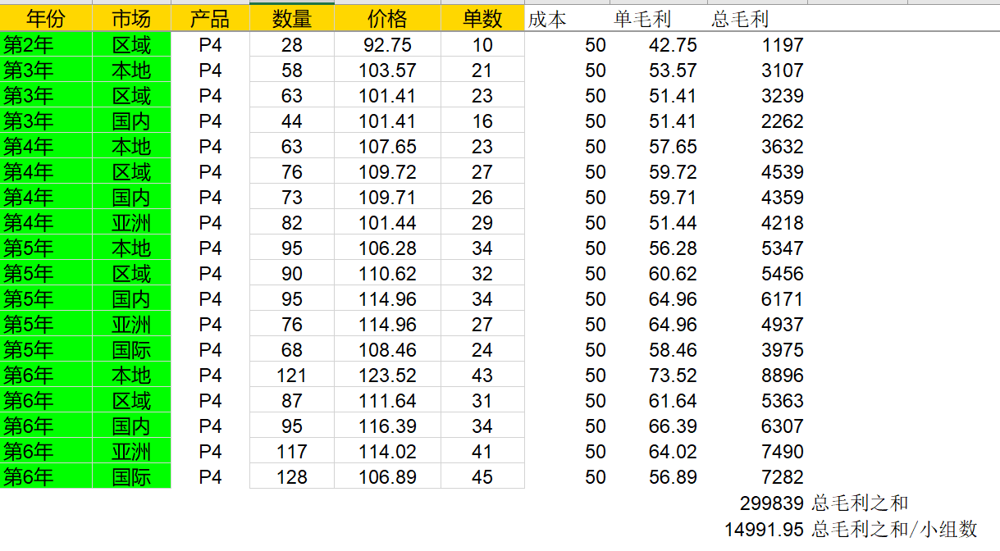 年份 市场 产品 数量 价格 单数 成本 单毛利 总毛利
第2年 区域 P4 28 92.75 10 50 42.75 1197
第3年 本地 P4 58 103.57 21 50 53.57 3107
第3年 区域 P4 63 101.41 23 50 51.41 3239
第3年 国内 P4 44 101.41 16 50 51.41 2262
第4年 本地 P4 63 107.65 23 50 57.65 3632
第4年 区域 P4 76 109.72 27 50 59.72 4539
第4年 国内 P4 73 109.71 26 50 59.71 4359
第4年 亚洲 P4 82 101.44 29 50 51.44 4218
第5年 本地 P4 95 106.28 34 50 56.28 5347
第5年 区域 P4 90 110.62 32 50 60.62 5456
第5年 国内 P4 95 114.96 34 50 64.96 6171
第5年 亚洲 P4 76 114.96 27 50 64.96 4937
第5年 国际 P4 68 108.46 24 50 58.46 3975
第6年 本地 P4 121 123.52 43 50 73.52 8896
第6年 区域 P4 87 111.64 31 50 61.64 5363
第6年 国内 P4 95 116.39 34 50 66.39 6307
第6年 亚洲 P4 117 114.02 41 50 64.02 7490
第6年 国际 P4 128 106.89 45 50 56.89 7282
299839 总毛利之和
14991.95 总毛利之和/小组数